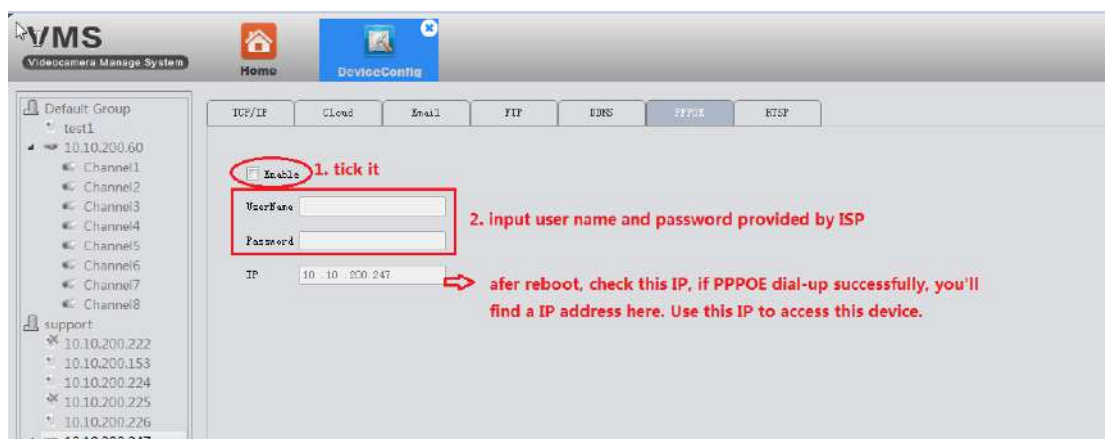 VMS
Videocamera Manage System
Home
DeviceConfig
Default Group
test1
10.10.200.60
Channel1
Channel2
Channel3
Channel4
Channel5
Channel6
Channel7
Channel8
support
10.10.200.222
10.10.200.153
10.10.200.224
10.10.200.225
10.10.200.226
10.10.200.247
TCP/IP Cloud Email FTP DDNS PPPOE RTSP
Enable 1. tick it
UserName
2. input user name and password provided by ISP
Password
IP 10 .10 .200.247
afer reboot, check this IP, if PPPOE dial-up successfully, you'll
find a IP address here. Use this IP to access this device.